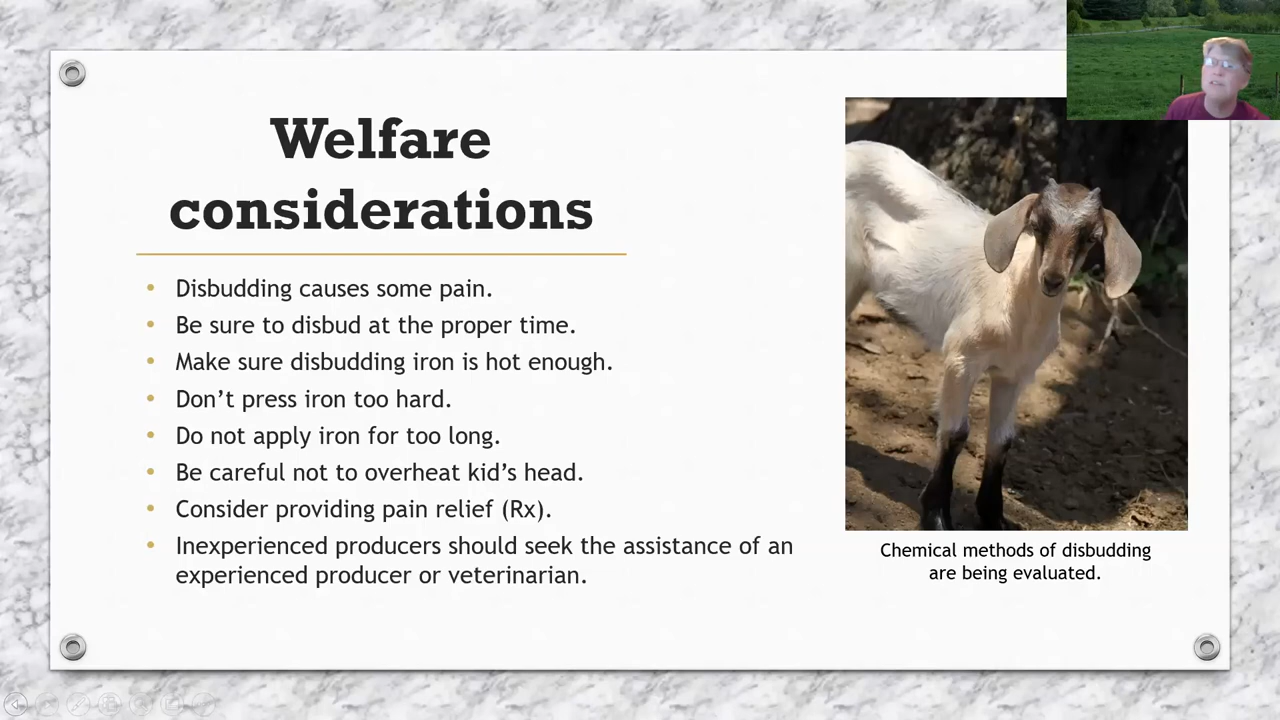 Welfare
considerations
• Disbudding causes some pain.
• Be sure to disbud at the proper time.
• Make sure disbudding iron is hot enough.
• Don’t press iron too hard.
• Do not apply iron for too long.
• Be careful not to overheat kid’s head.
• Consider providing pain relief (Rx).
• Inexperienced producers should seek the assistance of an
experienced producer or veterinarian.
Chemical methods of disbudding
are being evaluated.